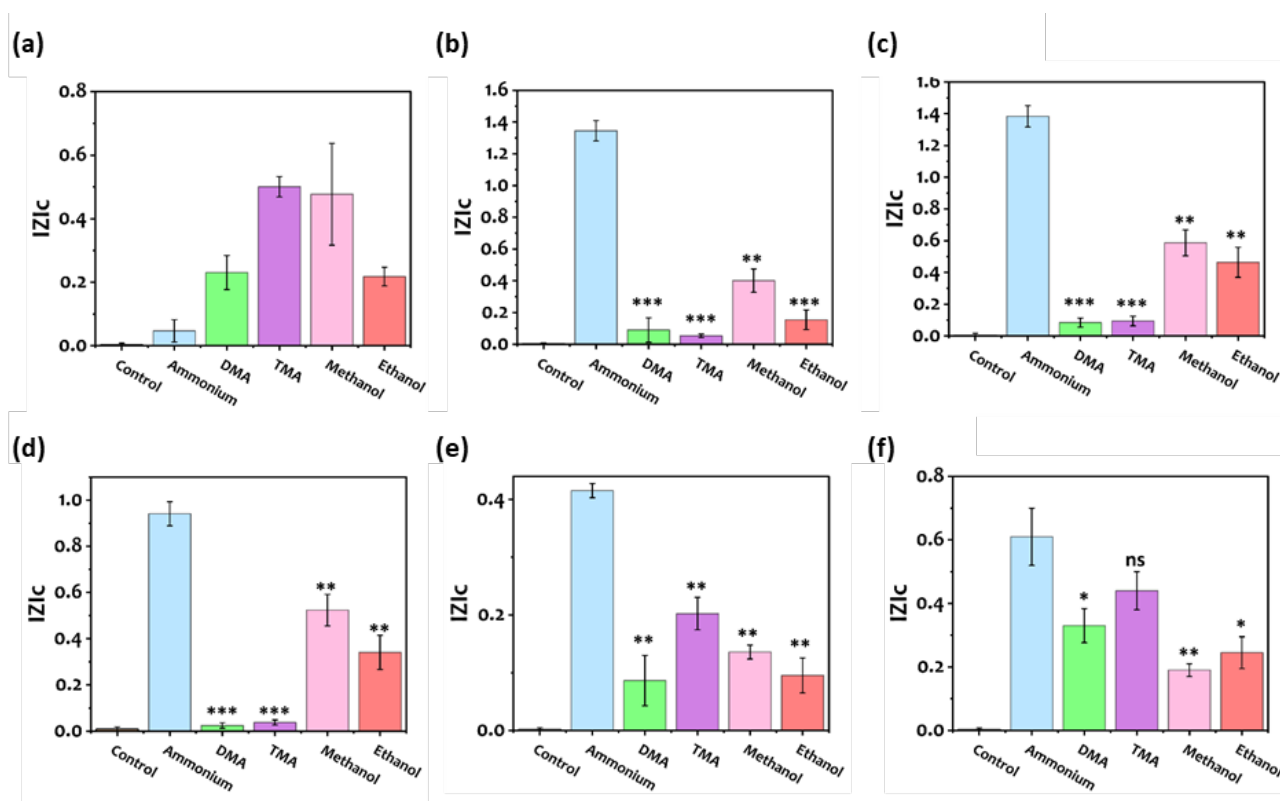 (a)
0.8
0.6
0.4
0.2
0.0
IZIc
Control
Ammonium
DMA
TMA
Methanol
Ethanol
(b)
1.6
1.4
1.2
1.0
0.8
0.6
0.4
0.2
0.0
IZIc
***
***
**
***
Control
Ammonium
DMA
TMA
Methanol
Ethanol
(c)
1.6
1.4
1.2
1.0
0.8
0.6
0.4
0.2
0.0
IZIc
***
***
**
**
Control
Ammonium
DMA
TMA
Methanol
Ethanol
(d)
1.0
0.8
0.6
0.4
0.2
0.0
IZIc
***
***
**
**
Control
Ammonium
DMA
TMA
Methanol
Ethanol
(e)
0.4
0.2
0.0
IZIc
**
**
**
**
Control
Ammonium
DMA
TMA
Methanol
Ethanol
(f)
0.8
0.6
0.4
0.2
0.0
IZIc
*
ns
**
*
Control
Ammonium
DMA
TMA
Methanol
Ethanol